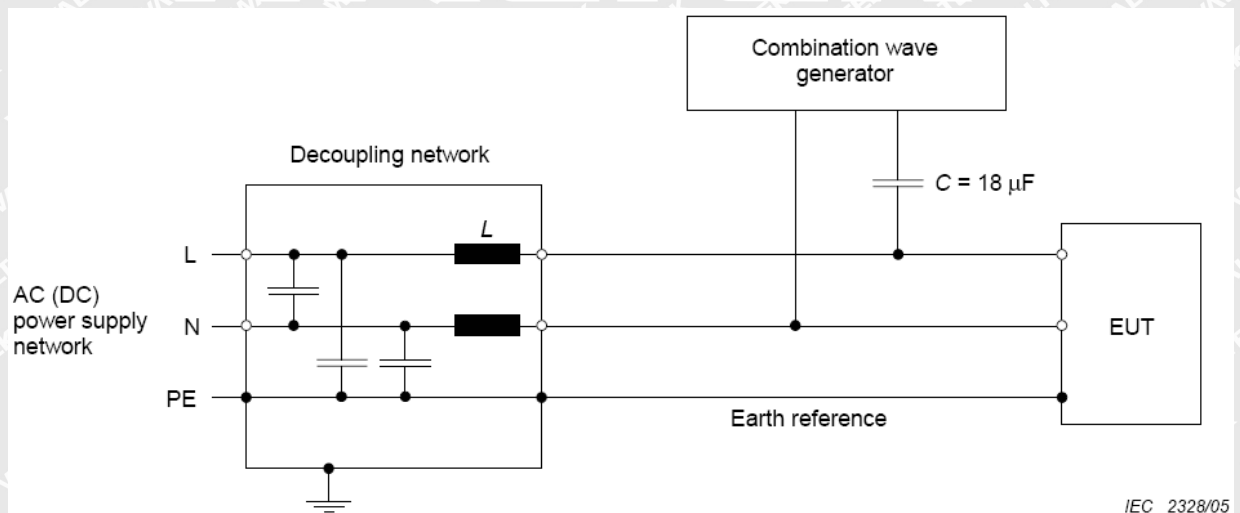 Combination wave
generator
Decoupling network
C = 18 μF
L
L
AC (DC)
power supply
network
N
EUT
PE
Earth reference
IEC 2328/05